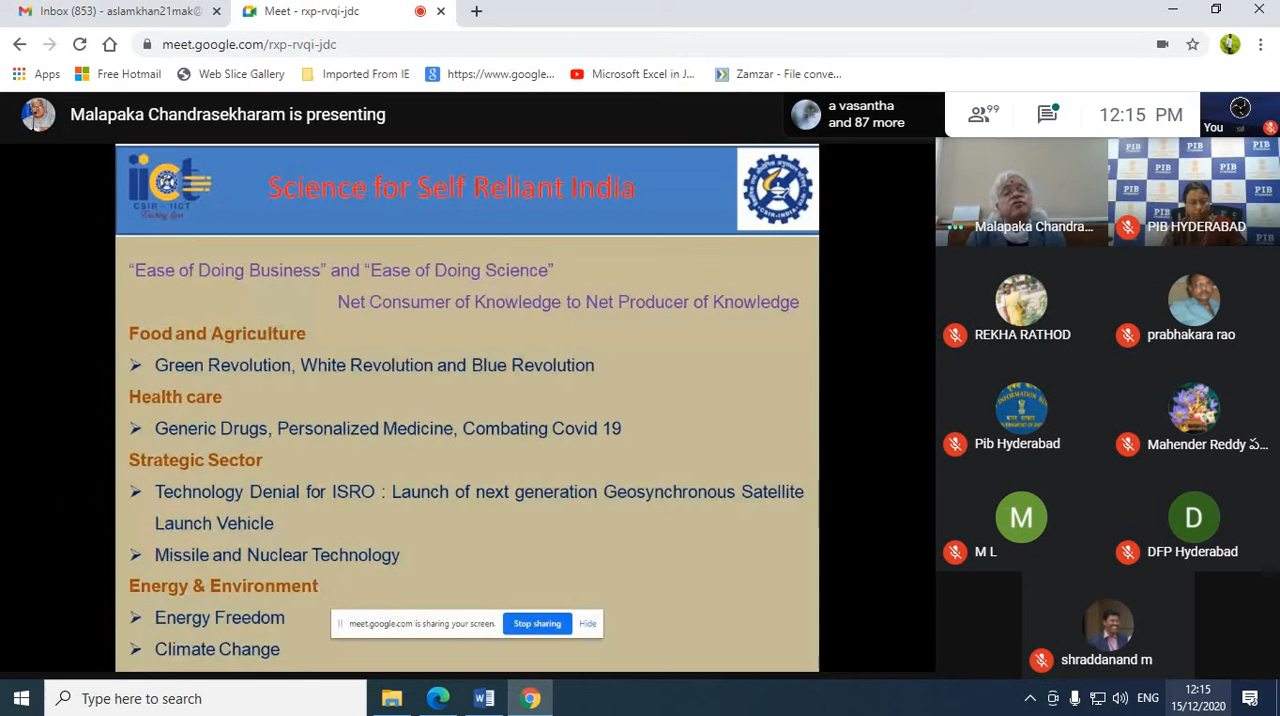 Inbox (853) - aslamkhan21mak@
Meet - rxp-rvqi-jdc
meet.google.com/rxp-rvqi-jdc
Apps
Free Hotmail
Web Slice Gallery
Imported From IE
https://www.google...
Microsoft Excel in J...
Zamzar - File conve...
Malapaka Chandrasekharam is presenting
a vasantha
and 87 more
99
12:15 PM
You
iict
CSIR - IICT
Science for Self Reliant India
CSIR-INDIA
“Ease of Doing Business” and “Ease of Doing Science”
Net Consumer of Knowledge to Net Producer of Knowledge
Food and Agriculture
Green Revolution, White Revolution and Blue Revolution
Health care
Generic Drugs, Personalized Medicine, Combating Covid 19
Strategic Sector
Technology Denial for ISRO : Launch of next generation Geosynchronous Satellite
Launch Vehicle
Missile and Nuclear Technology
Energy & Environment
Energy Freedom
Climate Change
meet.google.com is sharing your screen.
Stop sharing
Hide
Malapaka Chandra...
PIB
PIB HYDERABAD
REKHA RATHOD
prabhakara rao
Pib Hyderabad
Mahender Reddy ప...
M
M L
D
DFP Hyderabad
shraddanand m
Type here to search
W
ENG
12:15
15/12/2020